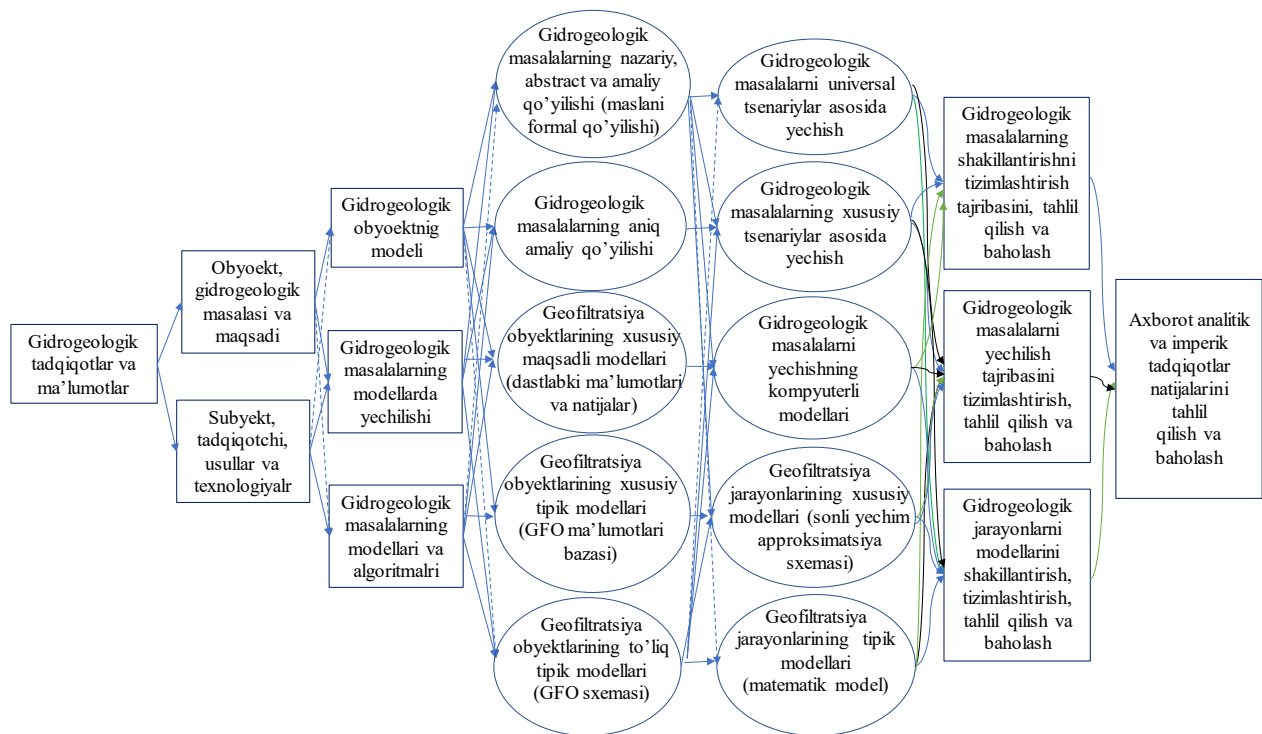 Gidrogeologik
tadqiqotlar va
ma’lumotlar
Obyoekt,
gidrogeologik
masalasi va
maqsadi
Subyekt,
tadqiqotchi,
usullar va
texnologiyalr
Gidrogeologik
obyoektnig
modeli
Gidrogeologik
masalalarning
modellarda
yechilishi
Gidrogeologik
masalalarning
modellari va
algoritmalri
Gidrogeologik
masalalarning nazariy,
abstract va amaliy
qo’yilishi (maslani
formal qo’yilishi)
Gidrogeologik
masalalarning aniq
amaliy qo’yilishi
Geofiltratsiya
obyektlarining xususiy
maqsadli modellari
(dastlabki ma’lumotlari
va natijalar)
Geofiltratsiya
obyektlarining xususiy
tipik modellari
(GFO ma’lumotlari
bazasi)
Geofiltratsiya
obyektlarining to’liq
tipik modellari
(GFO sxemasi)
Gidrogeologik
masalalarni universal
tsenariylar asosida
yechish
Gidrogeologik
masalalarning xususiy
tsenariylar asosida
yechish
Gidrogeologik
masalalarni
yechishning
kompyuterli
modellari
Geofiltratsiya
jarayonlarining xususiy
modellari (sonli yechim
approksimatsiya
sxemasi)
Geofiltratsiya
jarayonlarining tipik
modellari
(matematik model)
Gidrogeologik
masalalarning
shakillantirishni
tizimlashtirish
tajribasini, tahlil
qilish va
baholash
Gidrogeologik
masalalarni
yechilish
tajribasini
tizimlashtirish,
tahlil qilish va
baholash
Gidrogeologik
jarayonlarni
modellarini
shakillantirish,
tizimlashtirish,
tahlil qilish va
baholash
Axborot analitik
va imperik
tadqiqotlar
natijalarini
tahlil
qilish va
baholash